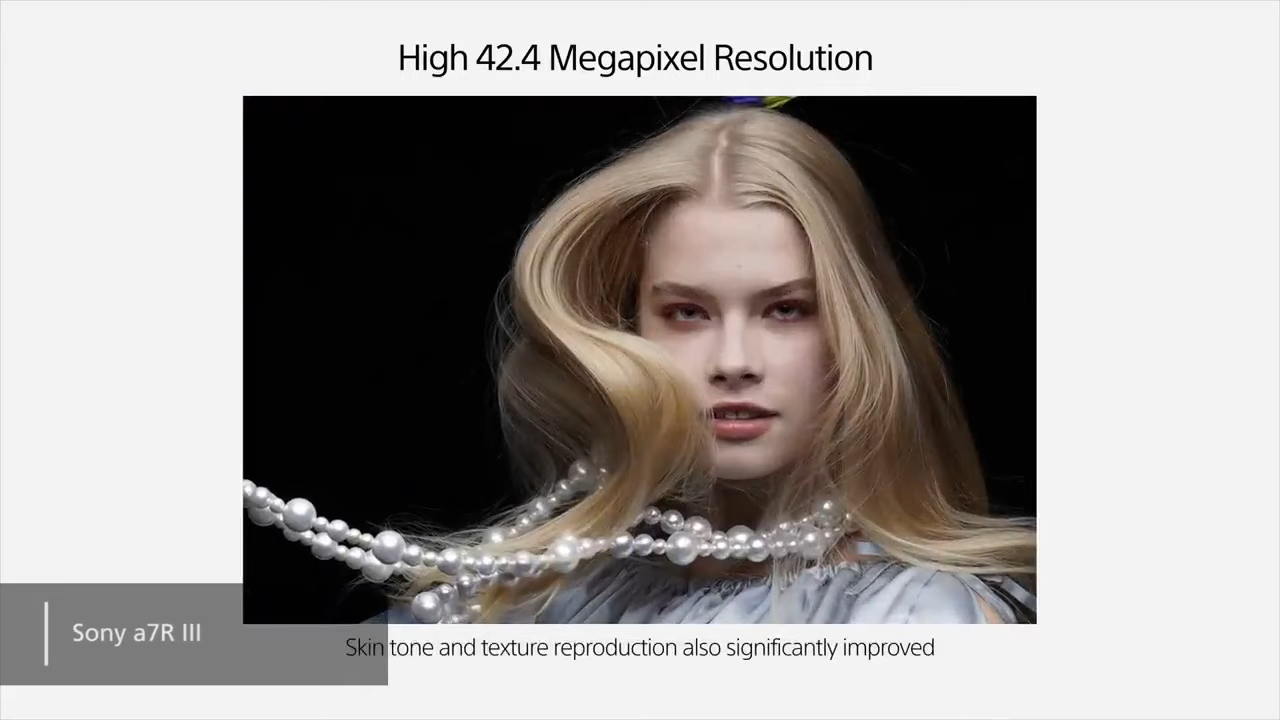 High 42.4 Megapixel Resolution
Sony a7R III
Skin tone and texture reproduction also significantly improved